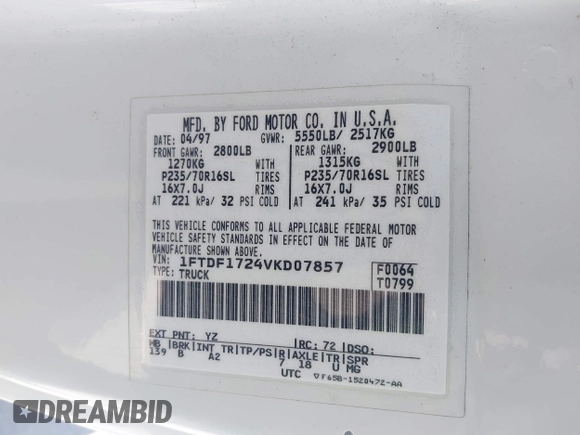 MFD. BY FORD MOTOR CO. IN U.S.A.
DATE: 04/97 GVWR: 5550LB/ 2517KG
FRONT GAWR: 2800LB REAR GAWR: 2900LB
1270KG WITH 1315KG WITH
P235/70R16SL TIRES P235/70R16SL TIRES
16X7.0J RIMS 16X7.0J RIMS
AT 221 kPa/ 32 PSI COLD AT 241 kPa/ 35 PSI COLD
THIS VEHICLE CONFORMS TO ALL APPLICABLE FEDERAL MOTOR
VEHICLE SAFETY STANDARDS IN EFFECT ON THE DATE OF MANUFACTURE
SHOWN ABOVE.
VIN: 1FTDF1724VKD07857 F0064
TYPE: TRUCK T0799
EXT PNT: YZ RC: 72 DSO:
WB BRK INT TR TP/PS R AXLE TR SPR
139 B A2 7 18 U MG
UTC ▽F65B-1520472-AA
DREAMBID